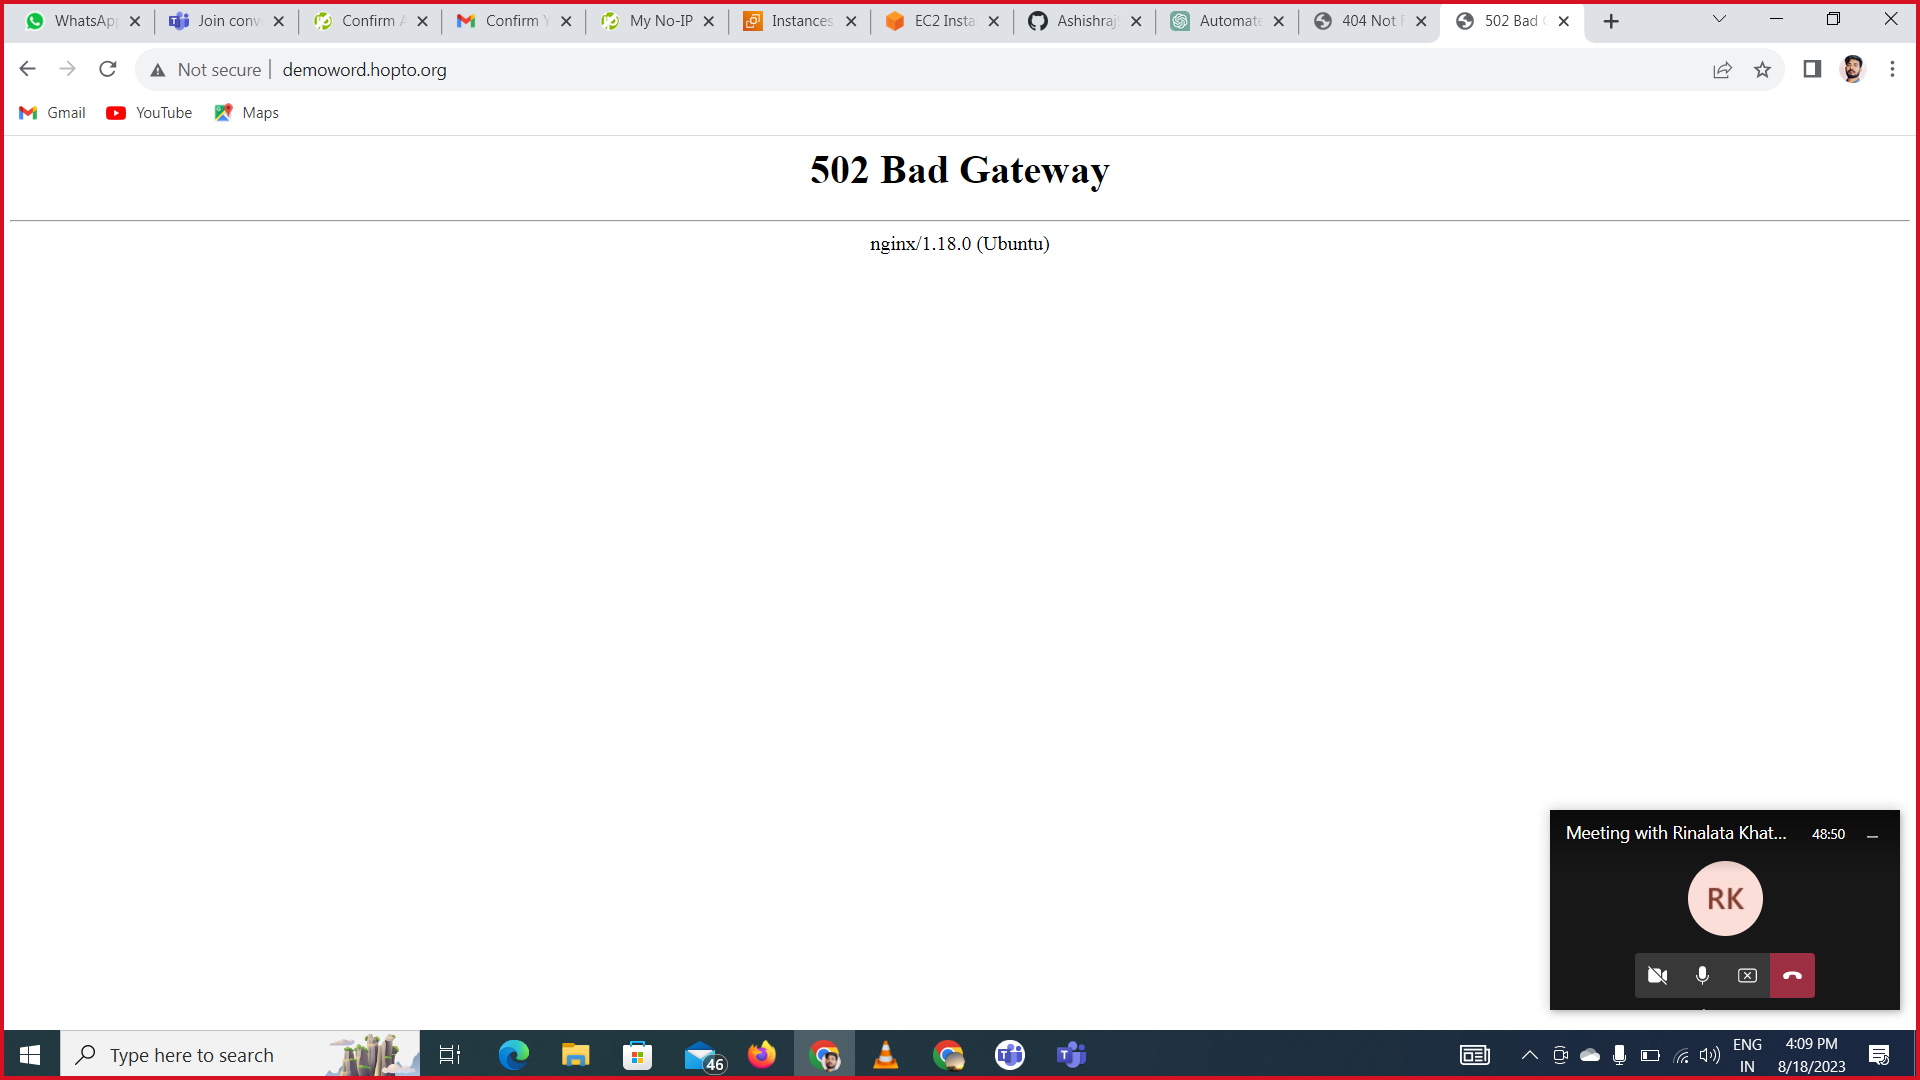 WhatsApp
Join conv
Confirm A
Confirm Y
My No-IP
Instances
EC2 Insta
Ashishraj
Automate
404 Not F
502 Bad G
Not secure
demoword.hopto.org
Gmail
YouTube
Maps
502 Bad Gateway
nginx/1.18.0 (Ubuntu)
Meeting with Rinalata Khat...
48:50
RK
Type here to search
46
ENG
IN
4:09 PM
8/18/2023